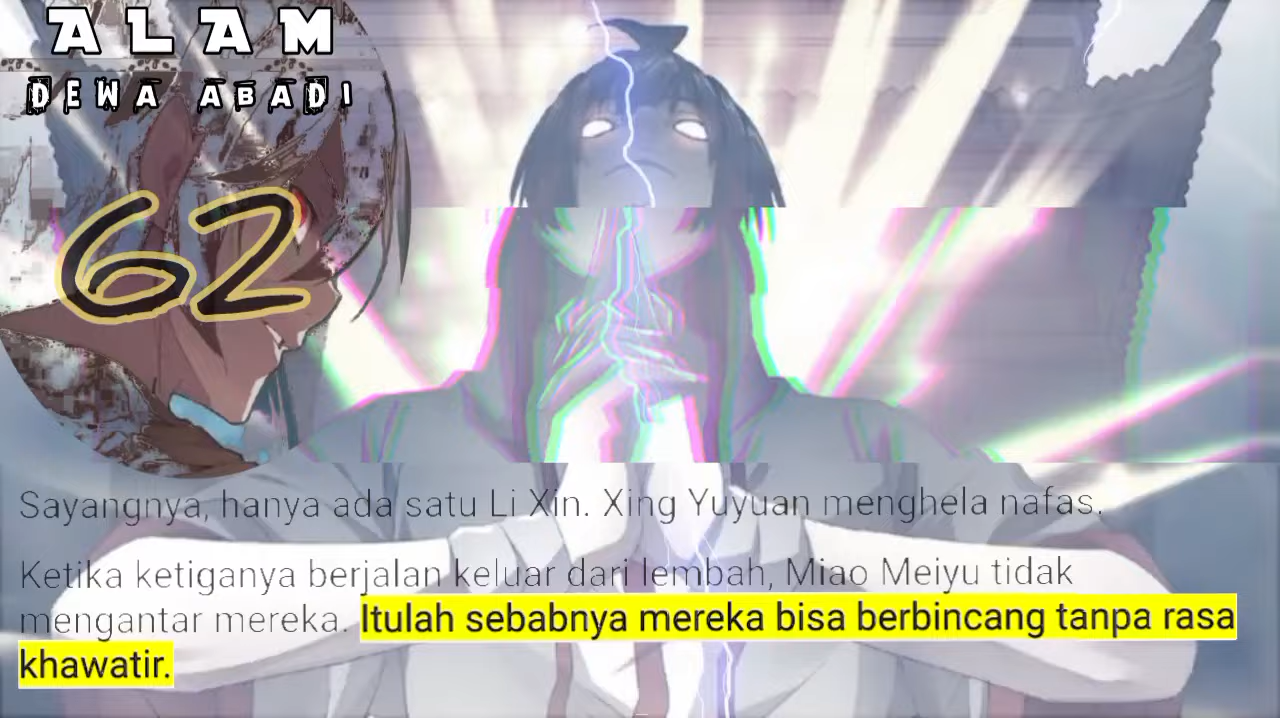 ALAM
DEWA ABADI
62
Sayangnya, hanya ada satu Li Xin. Xing Yuyuan menghela nafas.
Ketika ketiganya berjalan keluar dari lembah, Miao Meiyu tidak
mengantar mereka. Itulah sebabnya mereka bisa berbincang tanpa rasa
khawatir.